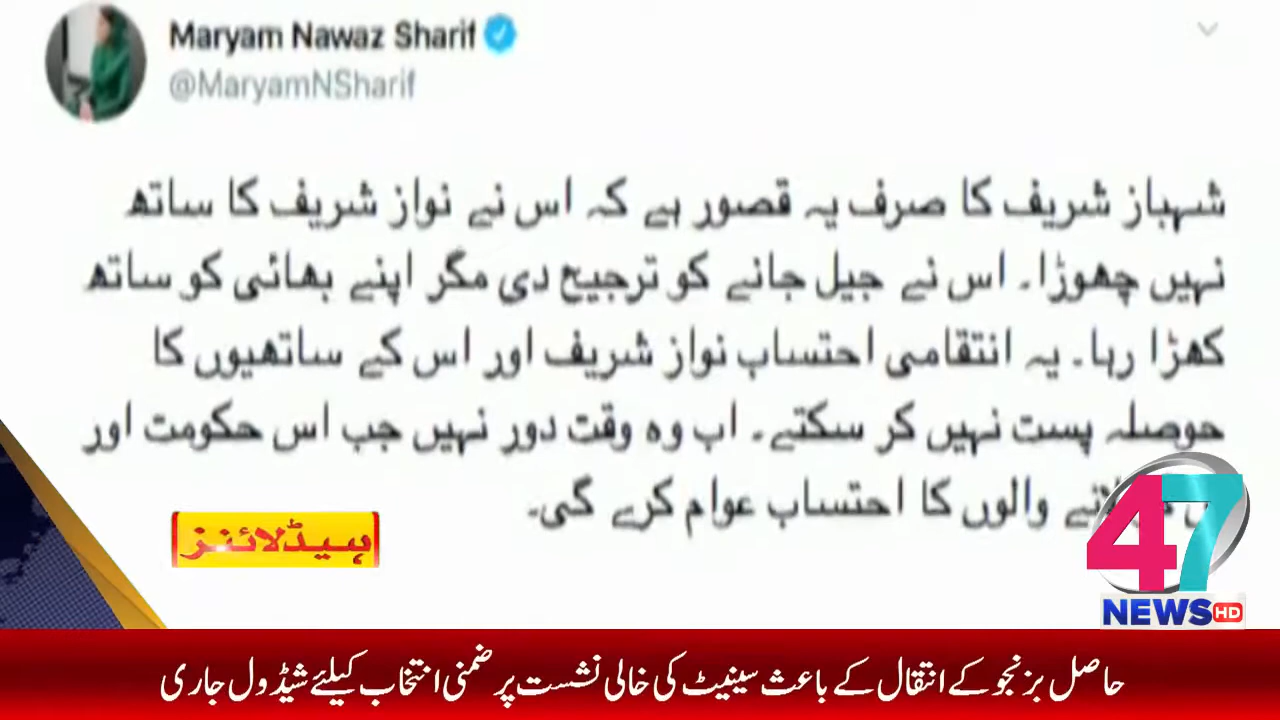 Maryam Nawaz Sharif
@MaryamNSharif
شہباز شریف کا صرف یہ قصور ہے کہ اس نے نواز شریف کا ساتھ
نہیں چھوڑا۔ اس نے جیل جانے کو ترجیح دی مگر اپنے بھائی کو ساتھ
کھڑا رہا۔ یہ انتقامی احتساب نواز شریف اور اس کے ساتھیوں کا
حوصلہ پست نہیں کر سکتے۔ اب وہ وقت دور نہیں جب اس حکومت اور
والوں کا احتساب عوام کرے گی۔
ہیڈلائنز
47
NEWS HD
حاصل بزنجو کے انتقال کے باعث سینیٹ کی خالی نشست پر ضمنی انتخاب کیلئے شیڈول جاری